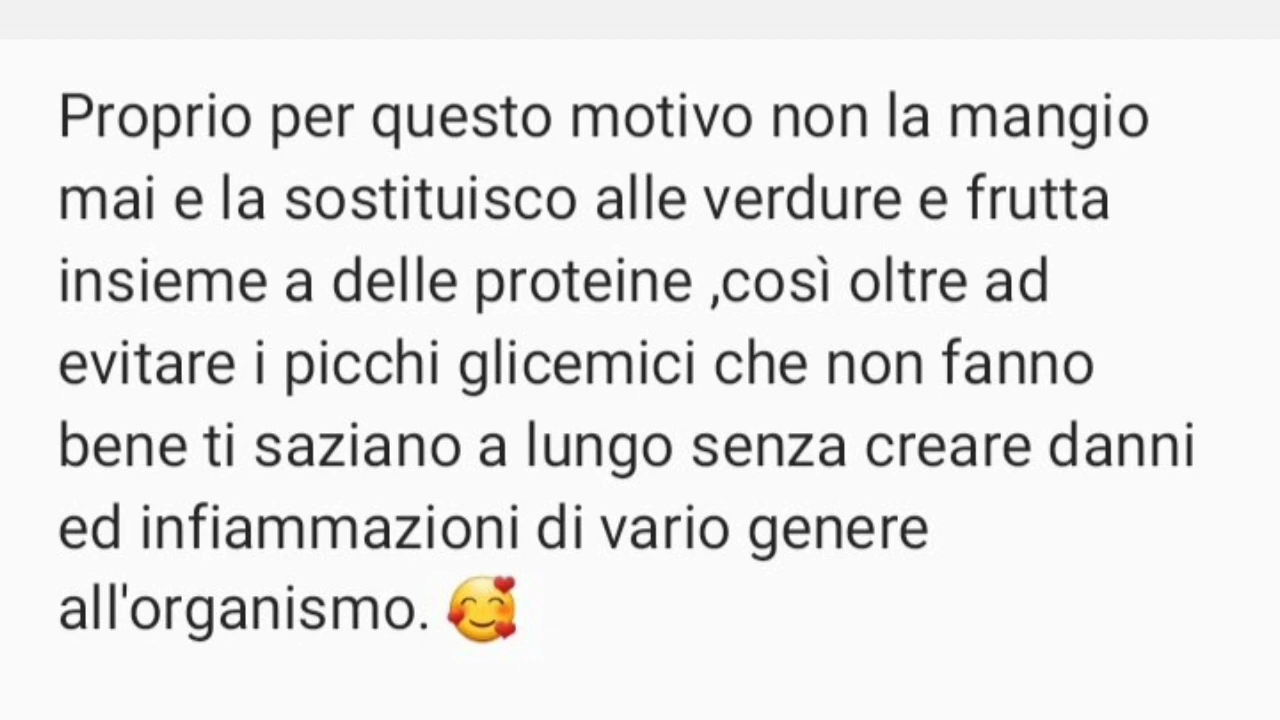 Proprio per questo motivo non la mangio
mai e la sostituisco alle verdure e frutta
insieme a delle proteine ,così oltre ad
evitare i picchi glicemici che non fanno
bene ti saziano a lungo senza creare danni
ed infiammazioni di vario genere
all'organismo. 🥰